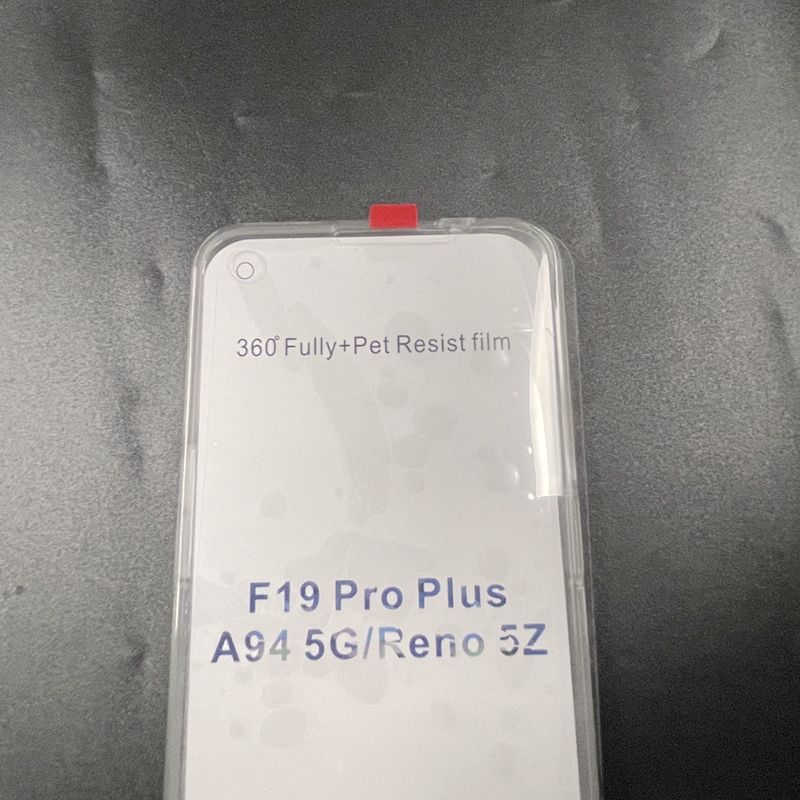 360° Fully+Pet Resist film
F19 Pro Plus
A94 5G/Reno 5Z